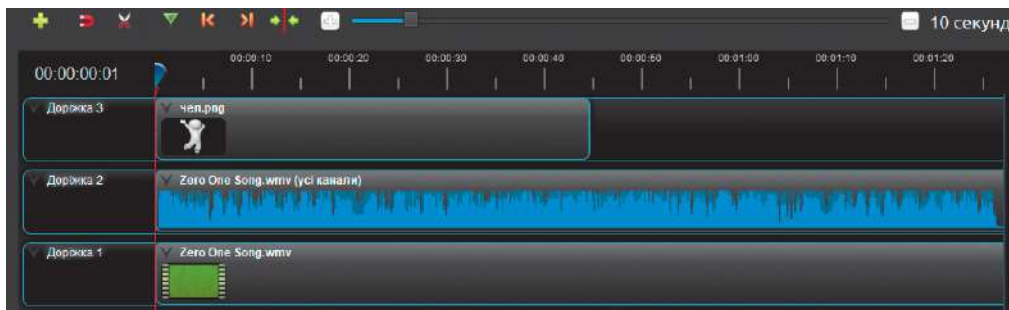 10 секунд
00:00:00:01
00:00:10 00:00:20 00:00:30 00:00:40 00:00:50 00:01:00 00:01:10 00:01:20
Доріжка 3
чел.png
Доріжка 2
Zero One Song.wmv (усі канали)
Доріжка 1
Zero One Song.wmv